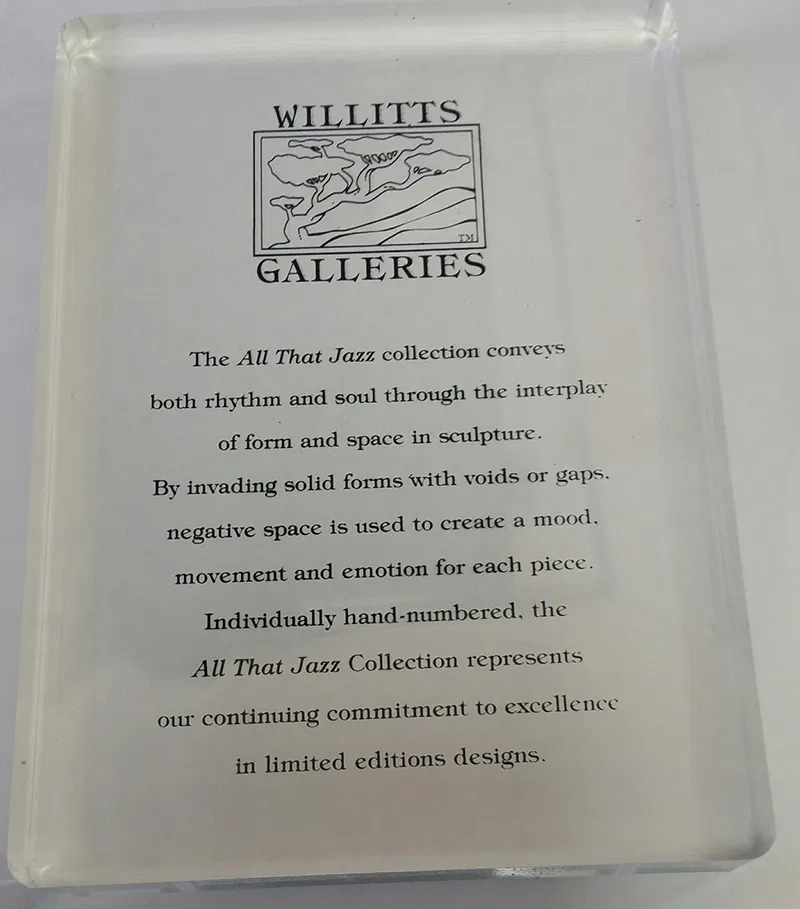 WILLITTS
TM
GALLERIES
The All That Jazz collection conveys
both rhythm and soul through the interplay
of form and space in sculpture.
By invading solid forms with voids or gaps,
negative space is used to create a mood,
movement and emotion for each piece.
Individually hand-numbered, the
All That Jazz Collection represents
our continuing commitment to excellence
in limited editions designs.